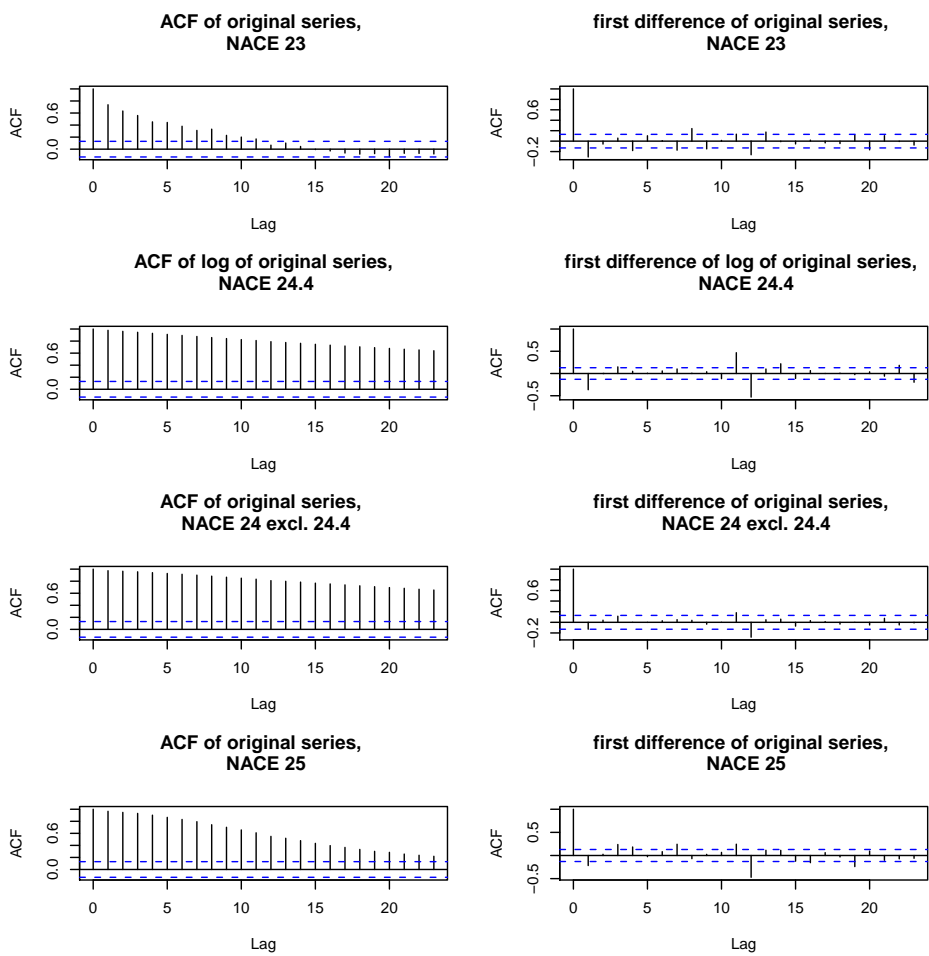 ACF of original series,
NACE 23
ACF
0.0 0.6
0 5 10 15 20
Lag
first difference of original series,
NACE 23
ACF
−0.2 0.6
0 5 10 15 20
Lag
ACF of log of original series,
NACE 24.4
ACF
0.0 0.6
0 5 10 15 20
Lag
first difference of log of original series,
NACE 24.4
ACF
−0.5 0.5
0 5 10 15 20
Lag
ACF of original series,
NACE 24 excl. 24.4
ACF
0.0 0.6
0 5 10 15 20
Lag
first difference of original series,
NACE 24 excl. 24.4
ACF
−0.2 0.6
0 5 10 15 20
Lag
ACF of original series,
NACE 25
ACF
0.0 0.6
0 5 10 15 20
Lag
first difference of original series,
NACE 25
ACF
−0.5 0.5
0 5 10 15 20
Lag